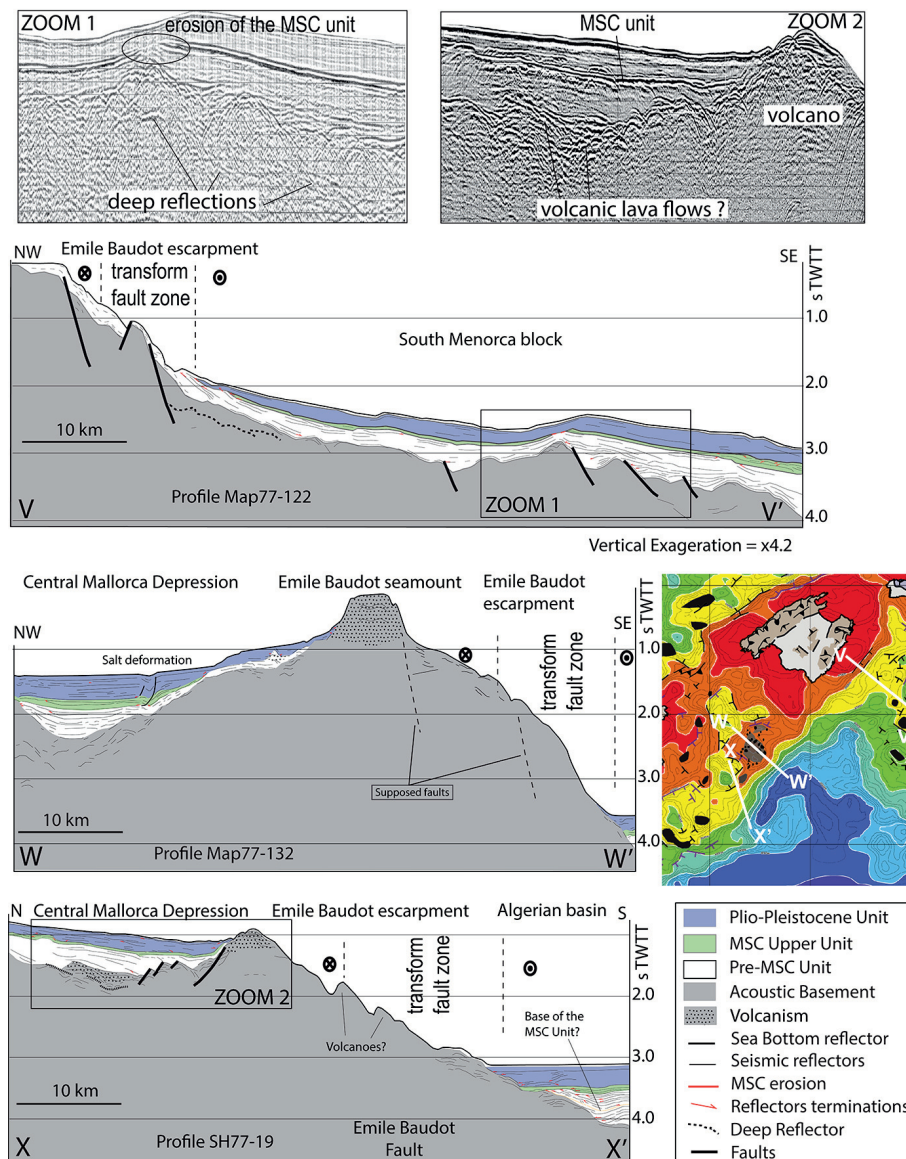 ZOOM 1
erosion of the MSC unit
deep reflections
MSC unit
ZOOM 2
volcano
volcanic lava flows ?
NW
Emile Baudot escarpment
transform
fault zone
SE
s TWTT
1.0
South Menorca block
2.0
10 km
3.0
ZOOM 1
Profile Map77-122
V
V'
4.0
Vertical Exageration = x4.2
Central Mallorca Depression
Emile Baudot seamount
Emile Baudot
escarpment
NW
SE
s TWTT
Salt deformation
transform
fault zone
1.0
2.0
3.0
Supposed faults
10 km
4.0
W
Profile Map77-132
W'
V
V
W
X
W'
X'
N
Central Mallorca Depression
Emile Baudot escarpment
Algerian basin
S
s TWTT
1.0
transform
fault zone
ZOOM 2
2.0
Volcanoes?
Base of the
MSC Unit?
3.0
10 km
4.0
Emile Baudot
Fault
X
Profile SH77-19
X'
Plio-Pleistocene Unit
MSC Upper Unit
Pre-MSC Unit
Acoustic Basement
Volcanism
Sea Bottom reflector
Seismic reflectors
MSC erosion
Reflectors terminations
Deep Reflector
Faults